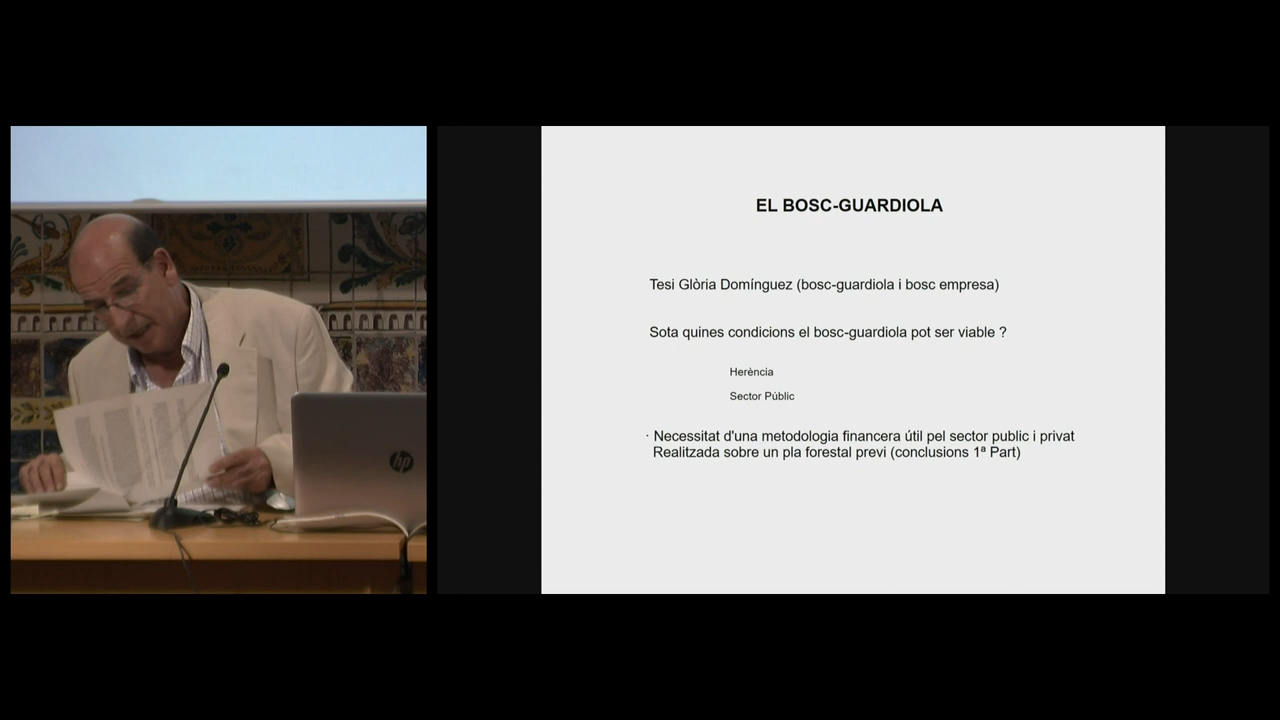 EL BOSC-GUARDIOLA
Tesi Glòria Domínguez (bosc-guardiola i bosc empresa)
Sota quines condicions el bosc-guardiola pot ser viable ?
Herència
Sector Públic
· Necessitat d'una metodologia financera útil pel sector public i privat
Realitzada sobre un pla forestal previ (conclusions 1ª Part)
hp